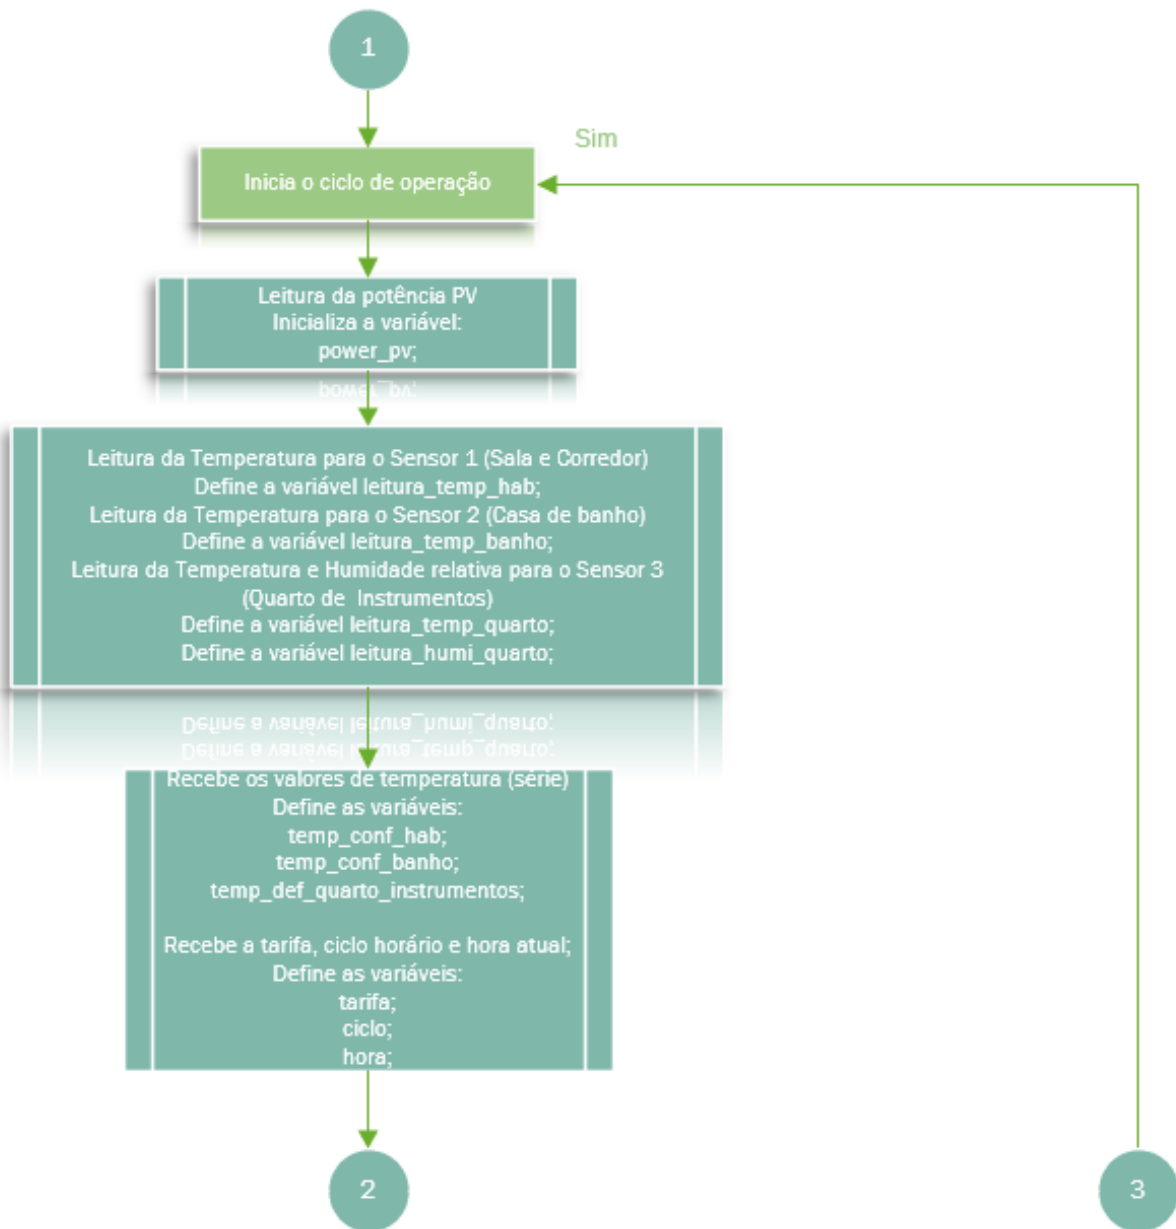 1
Sim
Inicia o ciclo de operação
Leitura da potência PV
Inicializa a variável:
power_pv;
Leitura da Temperatura para o Sensor 1 (Sala e Corredor)
Define a variável leitura_temp_hab;
Leitura da Temperatura para o Sensor 2 (Casa de banho)
Define a variável leitura_temp_banho;
Leitura da Temperatura e Humidade relativa para o Sensor 3
(Quarto de Instrumentos)
Define a variável leitura_temp_quarto;
Define a variável leitura_humi_quarto;
Recebe os valores de temperatura (série)
Define as variáveis:
temp_conf_hab;
temp_conf_banho;
temp_def_quarto_instrumentos;
Recebe a tarifa, ciclo horário e hora atual;
Define as variáveis:
tarifa;
ciclo;
hora;
2
3